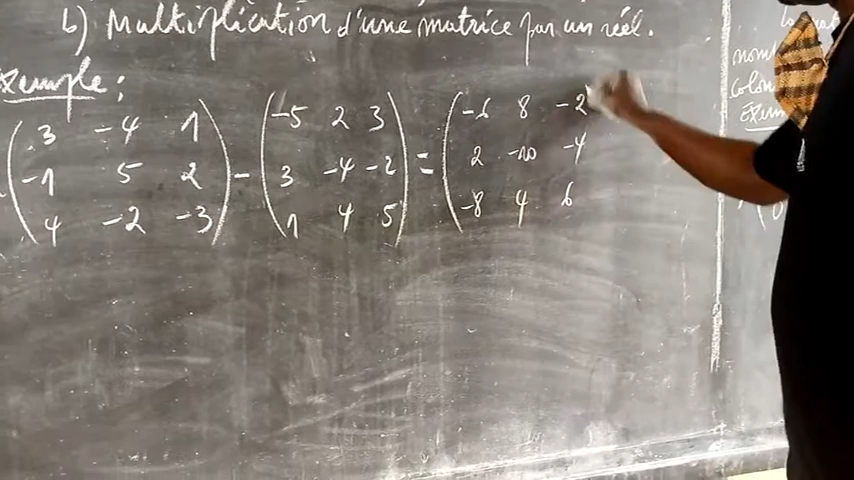 b) Multiplication d'une matrice par un réel.
Exemple :
3 -4 1
-1 5 2
4 -2 -3
-
-5 2 3
3 -4 -2
1 4 5
=
-6 8 -2
2 -10 -4
-8 4 6